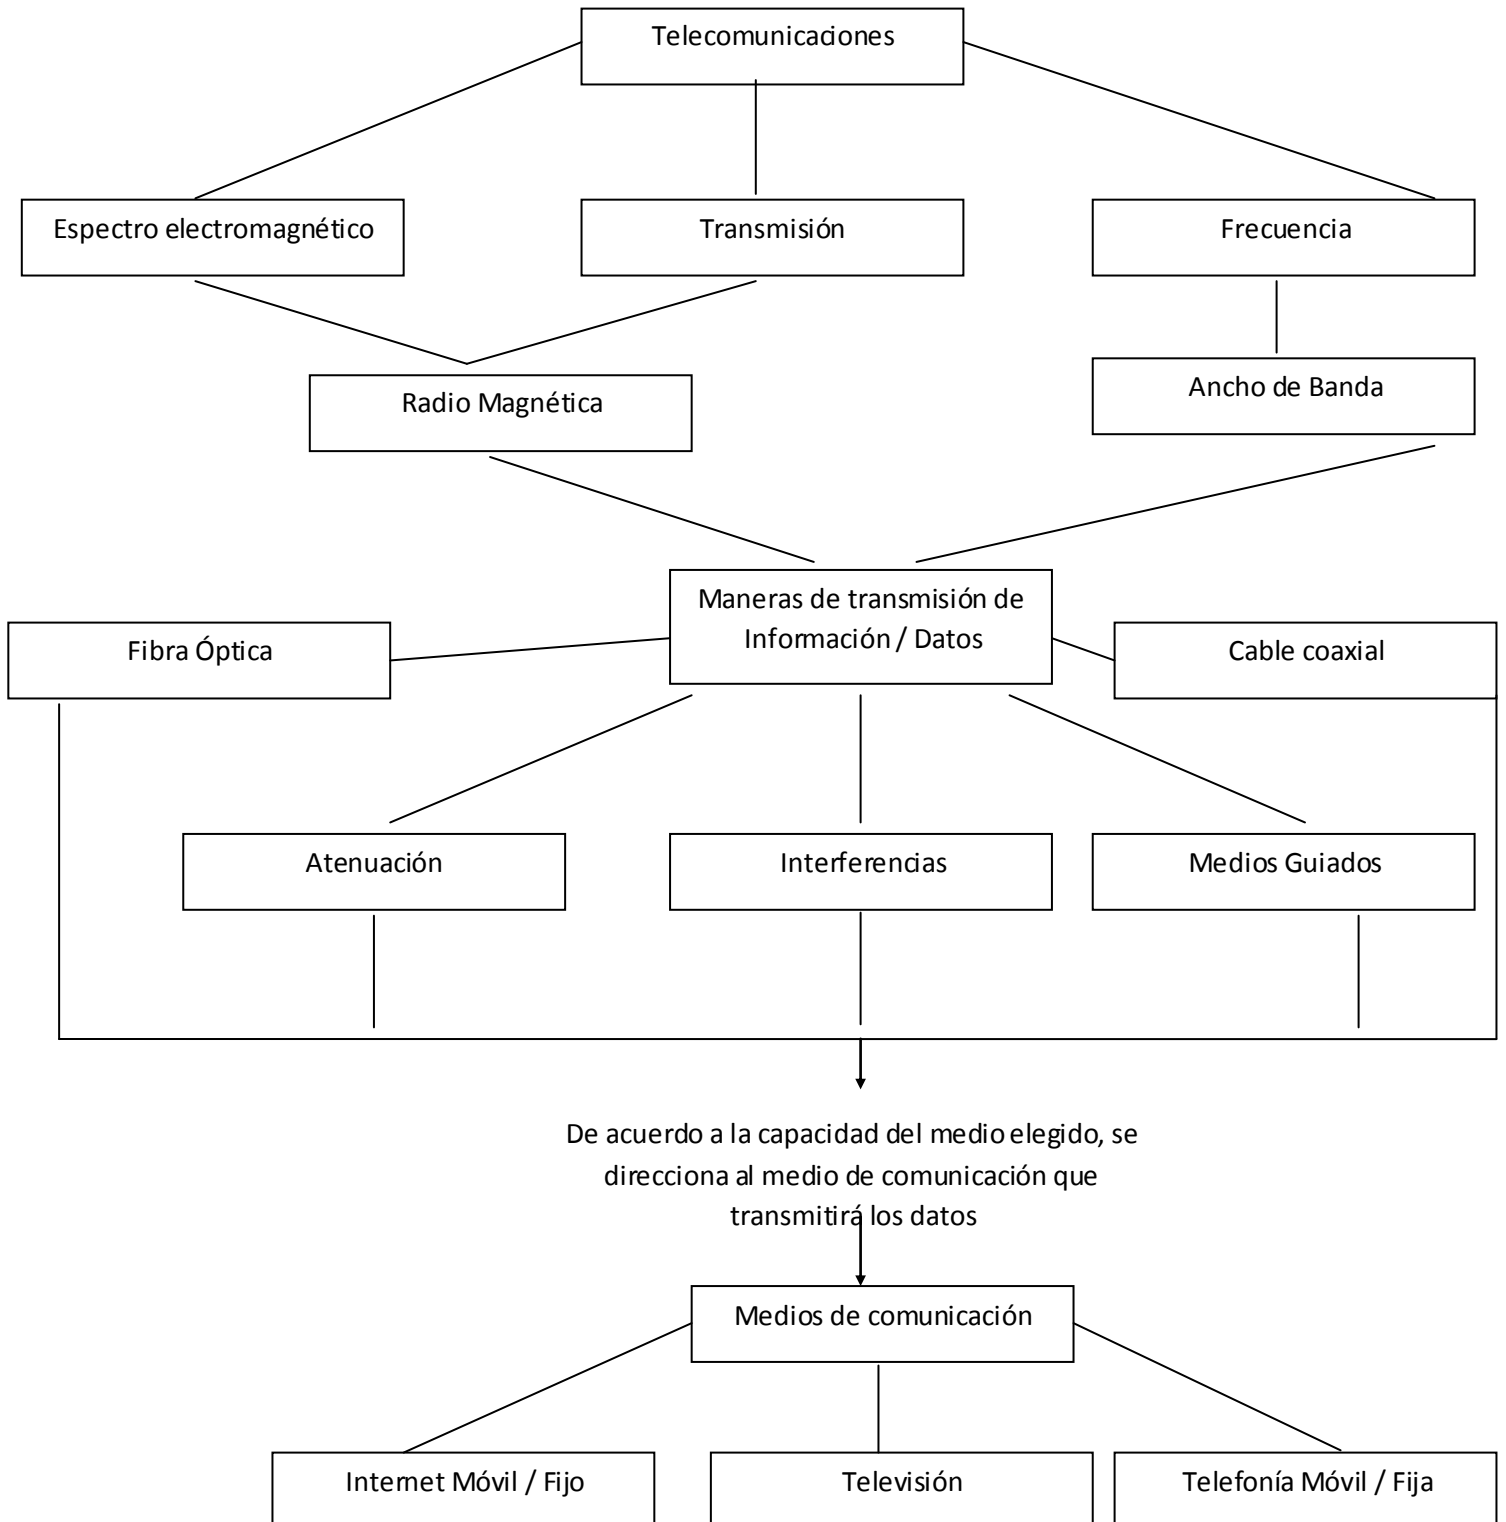 Telecomunicaciones
Espectro electromagnético
Transmisión
Frecuencia
Radio Magnética
Ancho de Banda
Maneras de transmisión de
Información / Datos
Fibra Óptica
Cable coaxial
Atenuación
Interferencias
Medios Guiados
De acuerdo a la capacidad del medio elegido, se
direcciona al medio de comunicación que
transmitirá los datos
Medios de comunicación
Internet Móvil / Fijo
Televisión
Telefonía Móvil / Fija